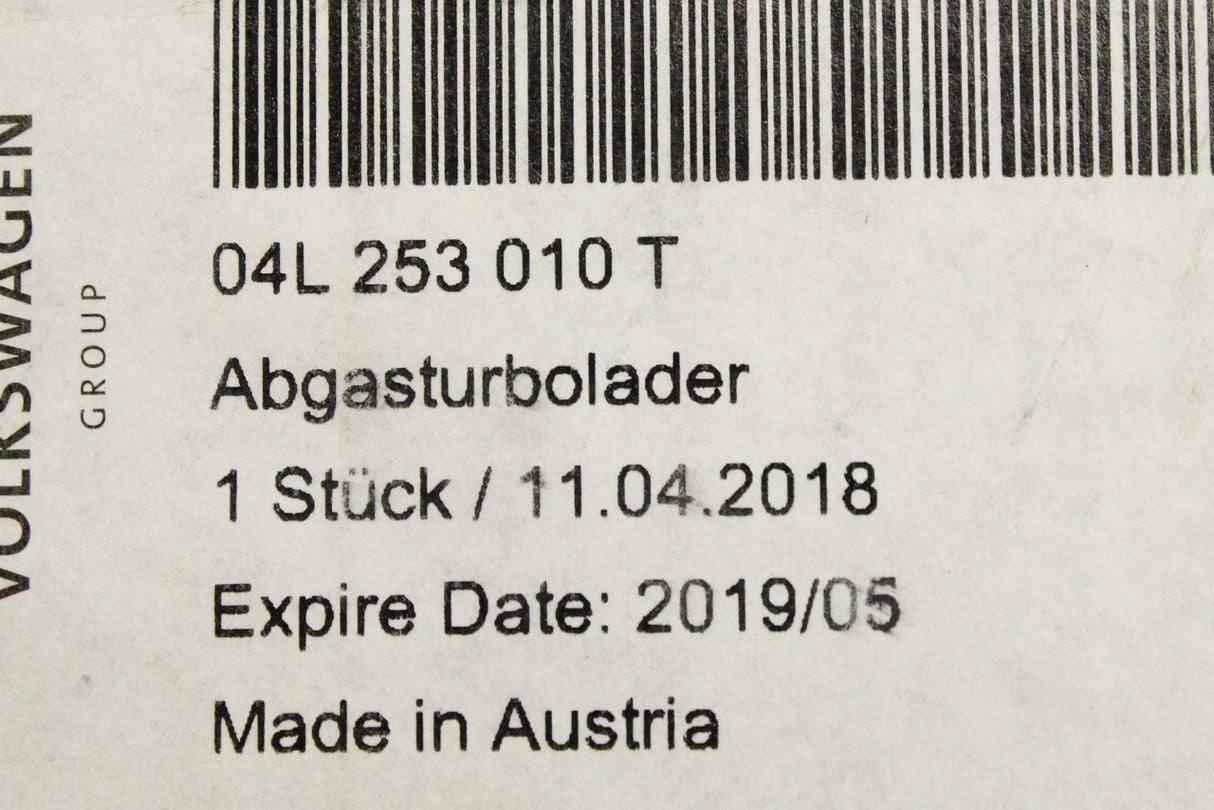 VOLKSWAGEN
GROUP
04L 253 010 T
Abgasturbolader
1 Stück / 11.04.2018
Expire Date: 2019/05
Made in Austria